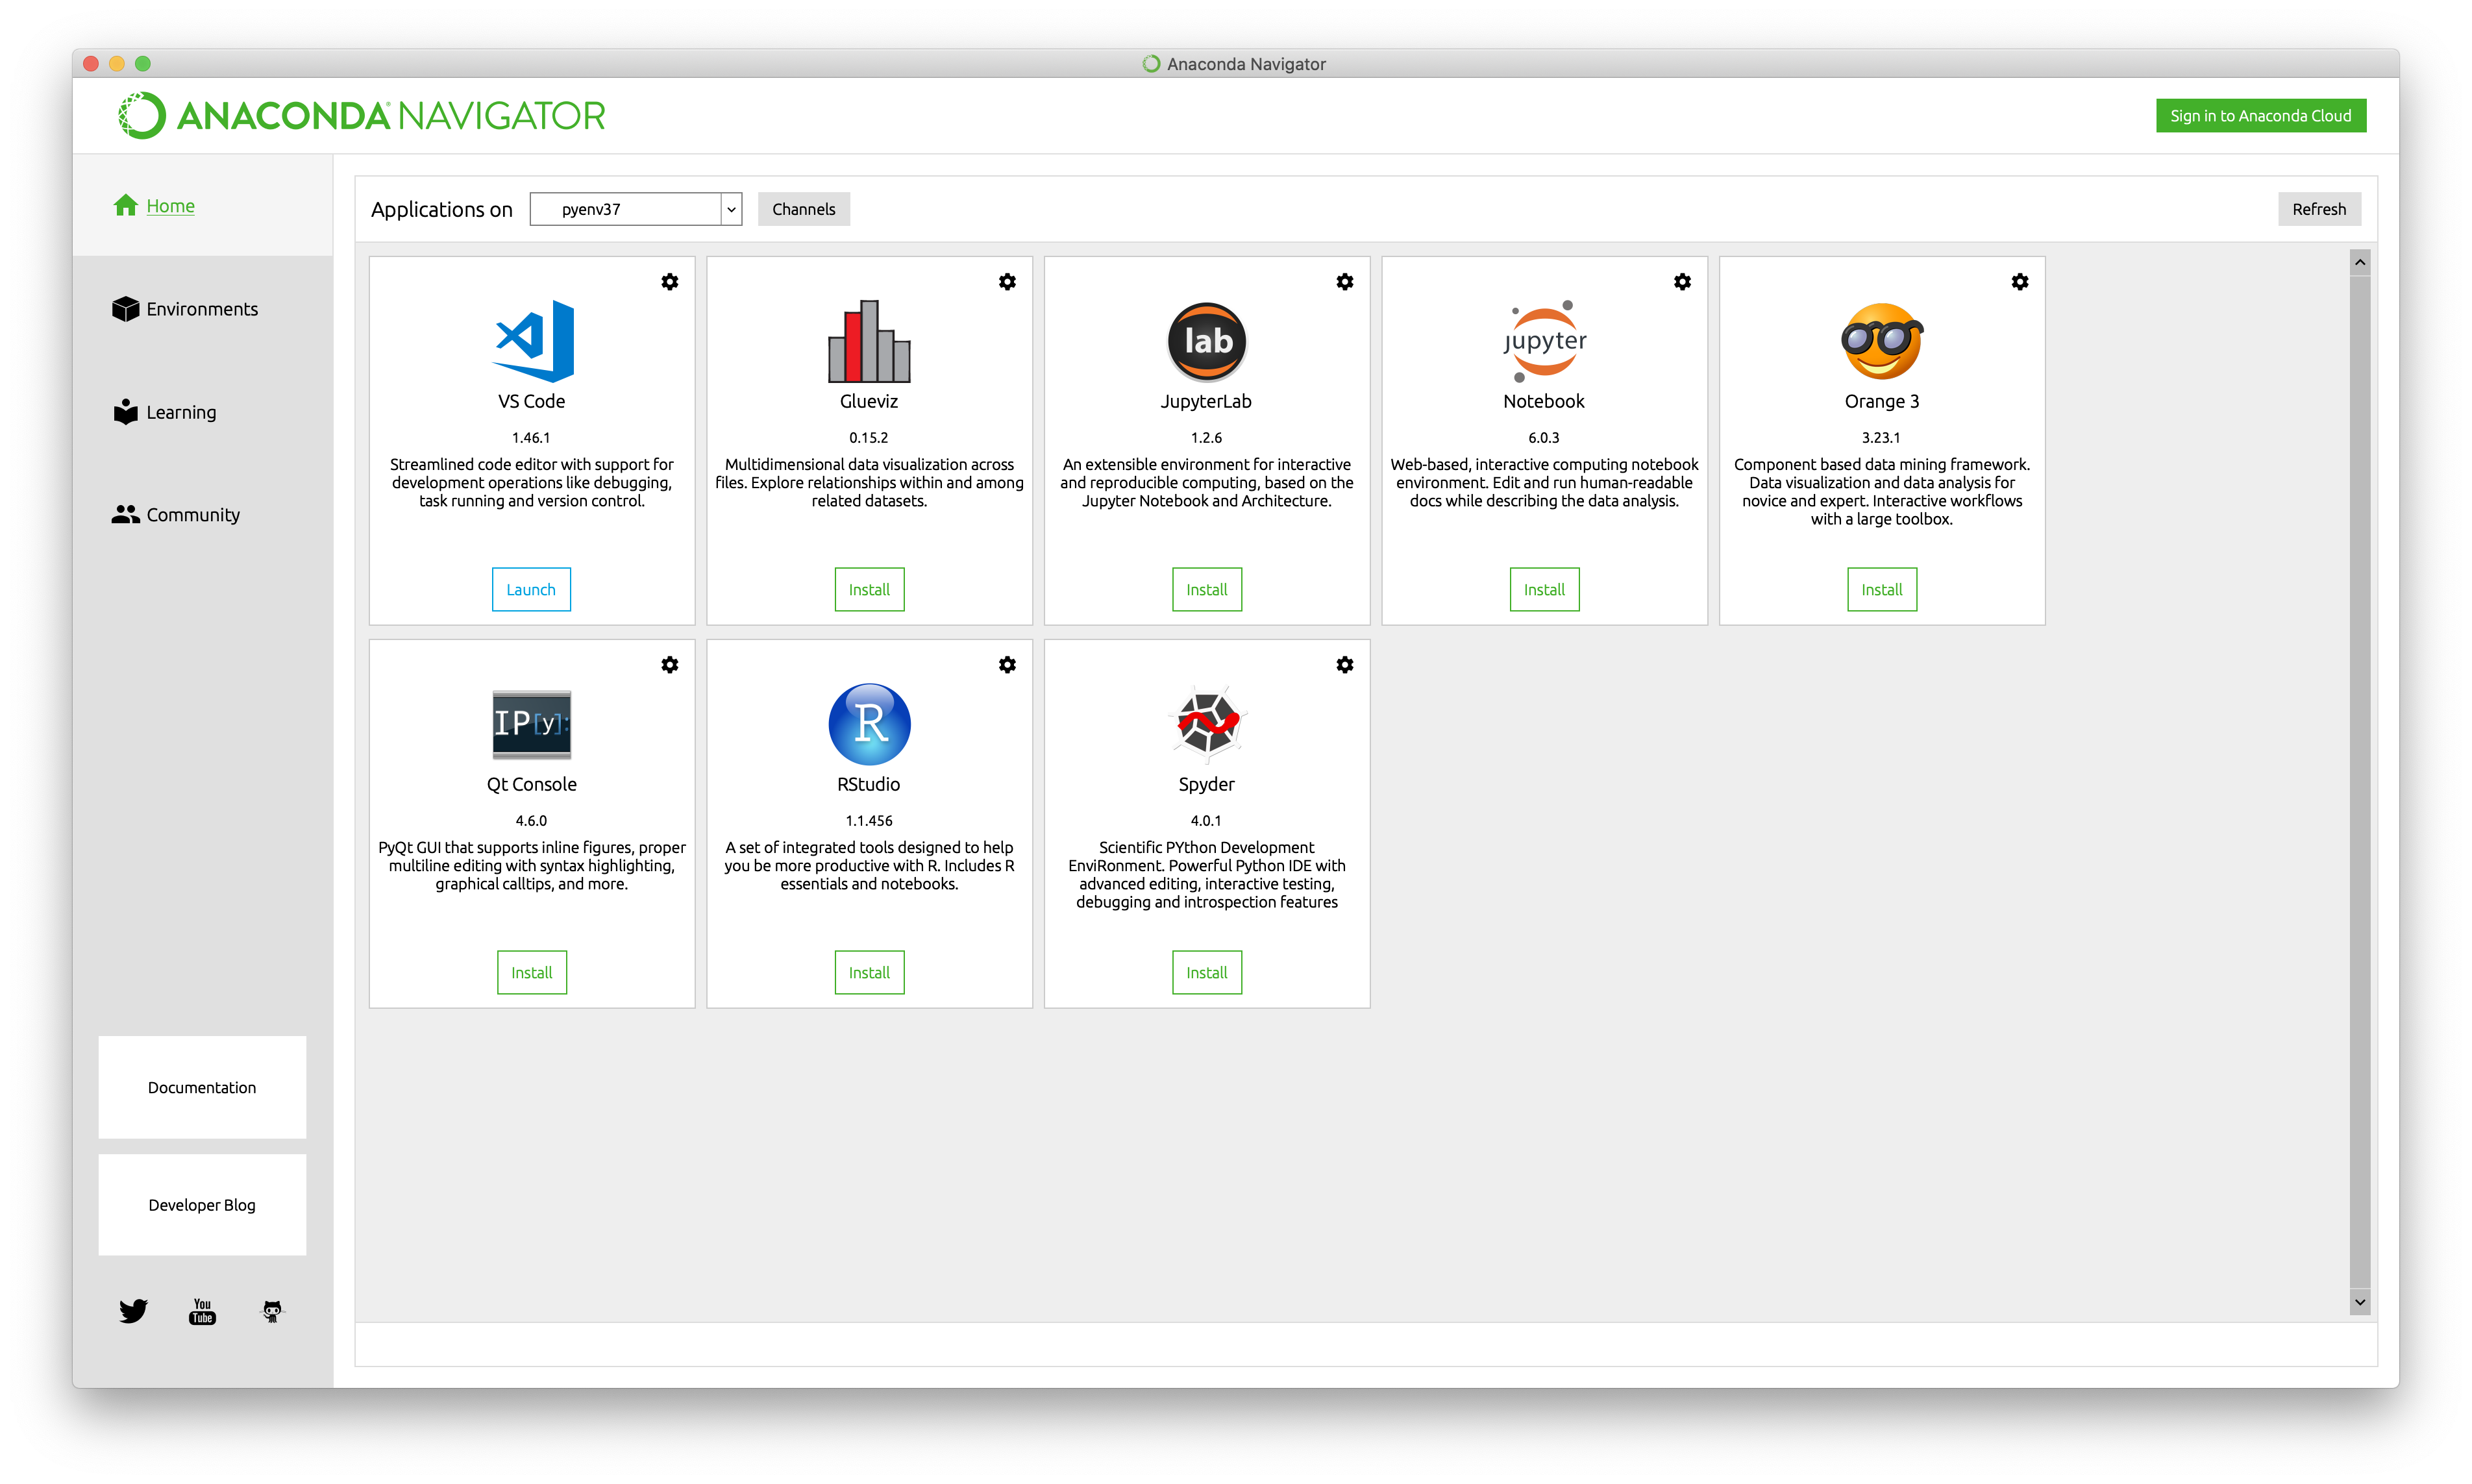 Anaconda Navigator
ANACONDA NAVIGATOR
Sign in to Anaconda Cloud
Home
Environments
Learning
Community
Documentation
Developer Blog
You
Tube
Applications on
pyenv37
Channels
Refresh
VS Code
1.46.1
Streamlined code editor with support for
development operations like debugging,
task running and version control.
Launch
Glueviz
0.15.2
Multidimensional data visualization across
files. Explore relationships within and among
related datasets.
Install
lab
JupyterLab
1.2.6
An extensible environment for interactive
and reproducible computing, based on the
Jupyter Notebook and Architecture.
Install
jupyter
Notebook
6.0.3
Web-based, interactive computing notebook
environment. Edit and run human-readable
docs while describing the data analysis.
Install
Orange 3
3.23.1
Component based data mining framework.
Data visualization and data analysis for
novice and expert. Interactive workflows
with a large toolbox.
Install
IP[y]:
Qt Console
4.6.0
PyQt GUI that supports inline figures, proper
multiline editing with syntax highlighting,
graphical calltips, and more.
Install
R
RStudio
1.1.456
A set of integrated tools designed to help
you be more productive with R. Includes R
essentials and notebooks.
Install
Spyder
4.0.1
Scientific PYthon Development
EnviRonment. Powerful Python IDE with
advanced editing, interactive testing,
debugging and introspection features
Install